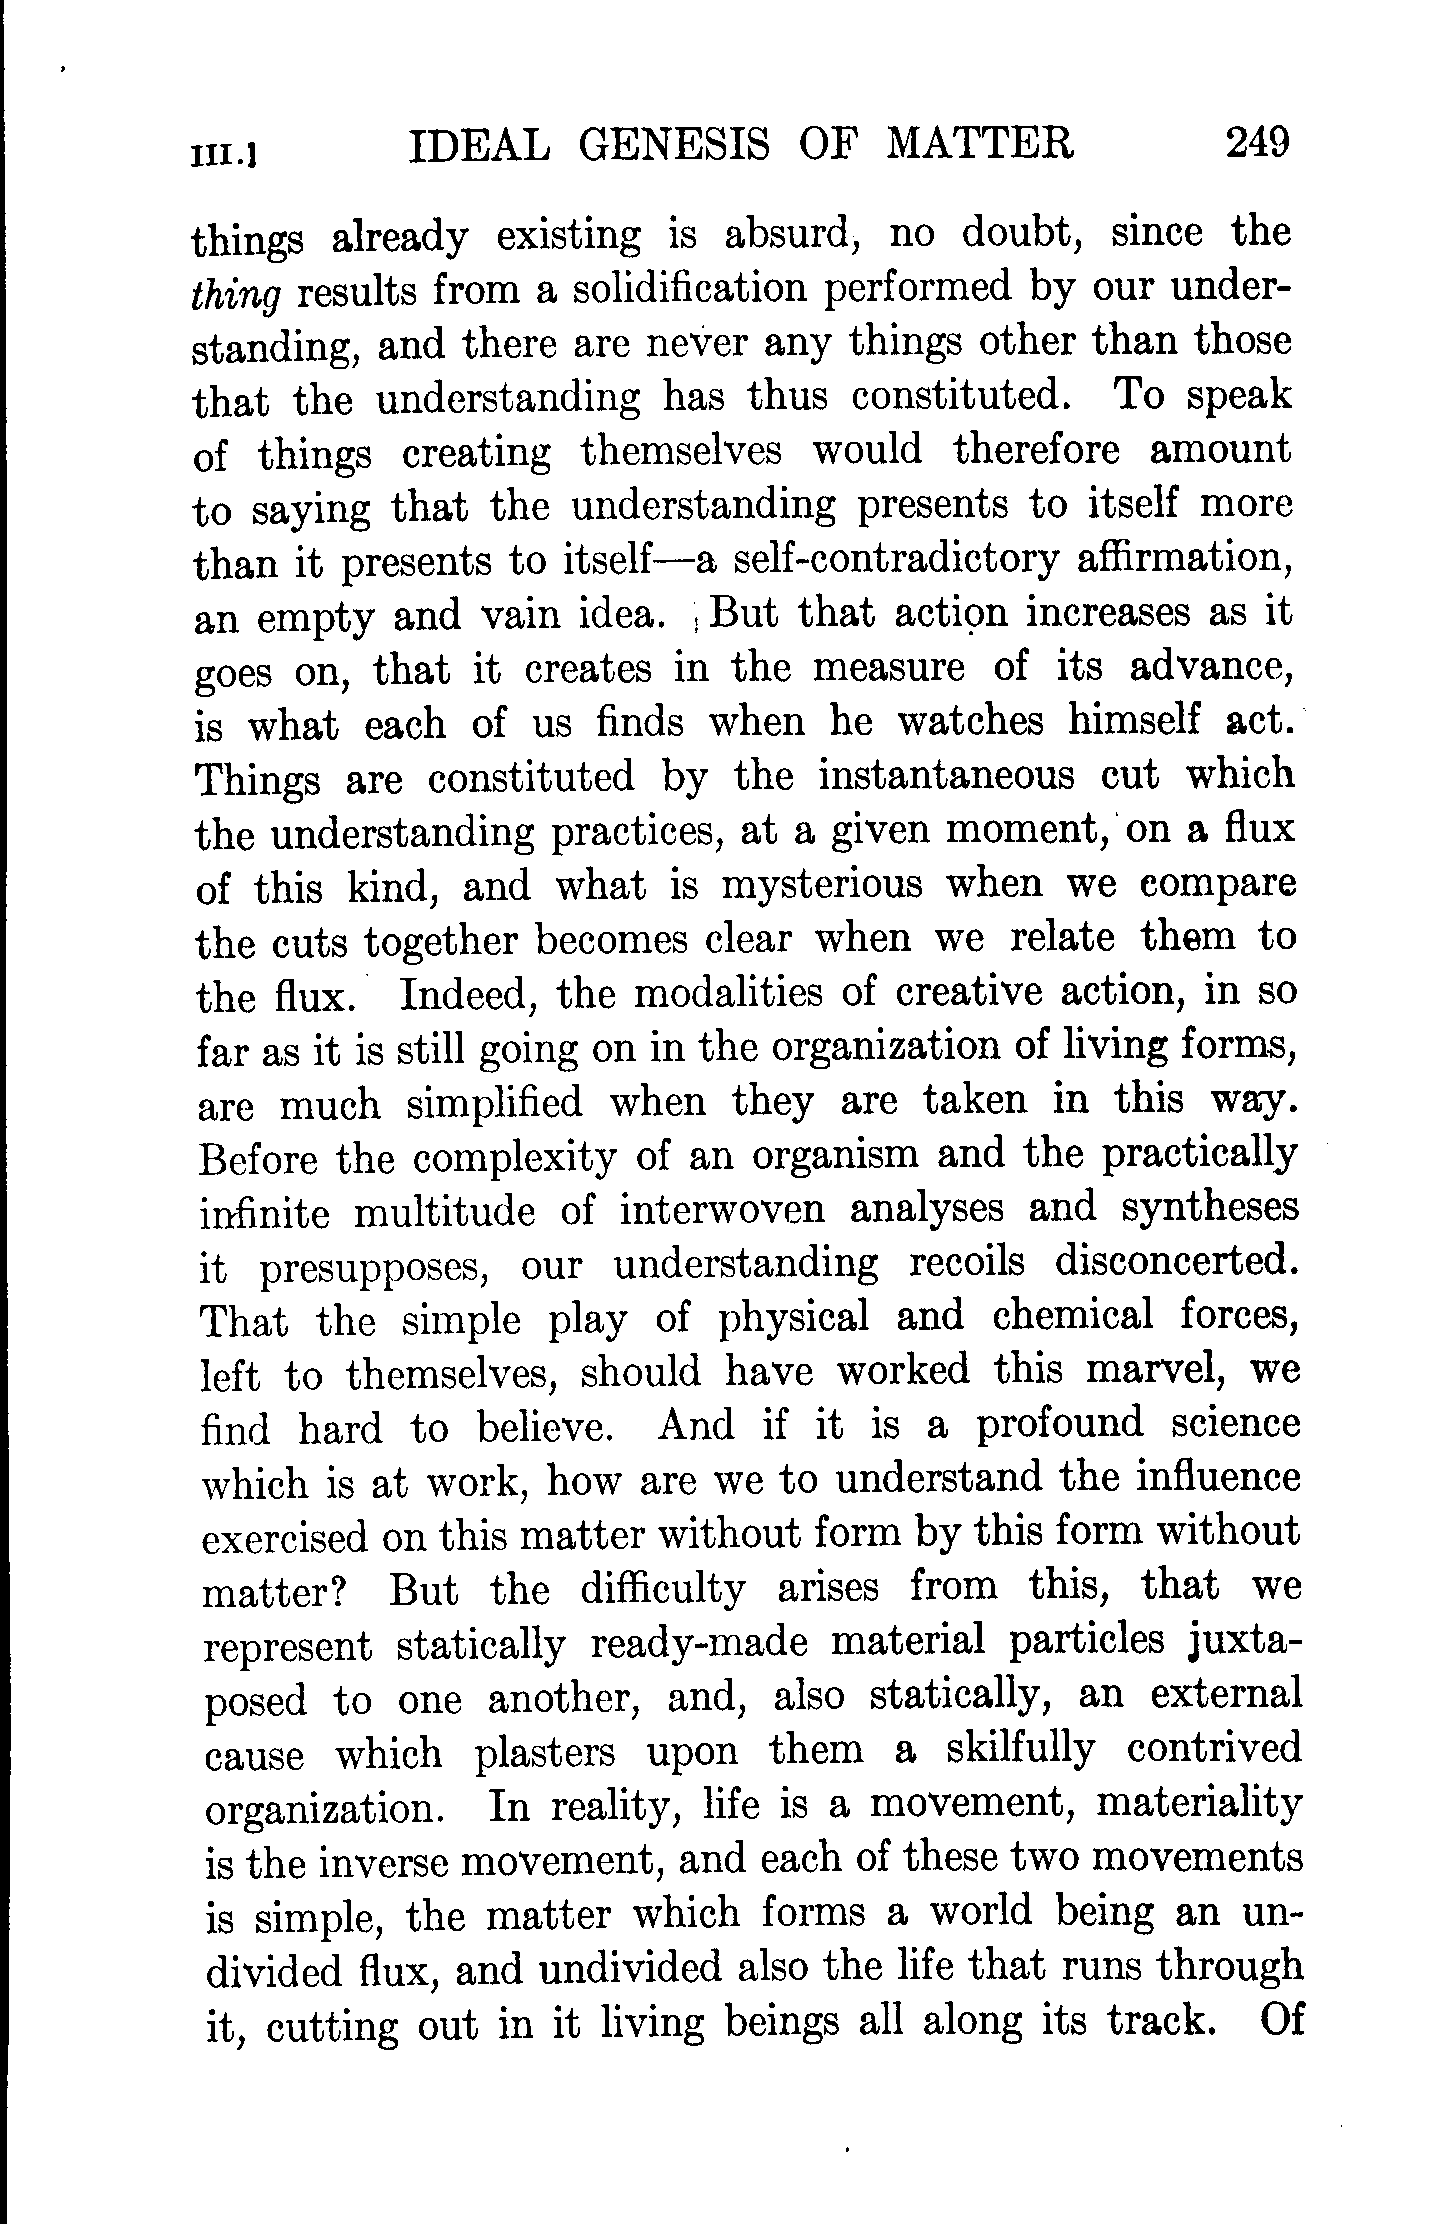 III.] IDEAL GENESIS OF MATTER 249
things already existing is absurd, no doubt, since the
thing results from a solidification performed by our under-
standing, and there are never any things other than those
that the understanding has thus constituted. To speak
of things creating themselves would therefore amount
to saying that the understanding presents to itself more
than it presents to itself—a self-contradictory affirmation,
an empty and vain idea. But that action increases as it
goes on, that it creates in the measure of its advance,
is what each of us finds when he watches himself act.
Things are constituted by the instantaneous cut which
the understanding practices, at a given moment, on a flux
of this kind, and what is mysterious when we compare
the cuts together becomes clear when we relate them to
the flux. Indeed, the modalities of creative action, in so
far as it is still going on in the organization of living forms,
are much simplified when they are taken in this way.
Before the complexity of an organism and the practically
infinite multitude of interwoven analyses and syntheses
it presupposes, our understanding recoils disconcerted.
That the simple play of physical and chemical forces,
left to themselves, should have worked this marvel, we
find hard to believe. And if it is a profound science
which is at work, how are we to understand the influence
exercised on this matter without form by this form without
matter? But the difficulty arises from this, that we
represent statically ready-made material particles juxta-
posed to one another, and, also statically, an external
cause which plasters upon them a skilfully contrived
organization. In reality, life is a movement, materiality
is the inverse movement, and each of these two movements
is simple, the matter which forms a world being an un-
divided flux, and undivided also the life that runs through
it, cutting out in it living beings all along its track. Of